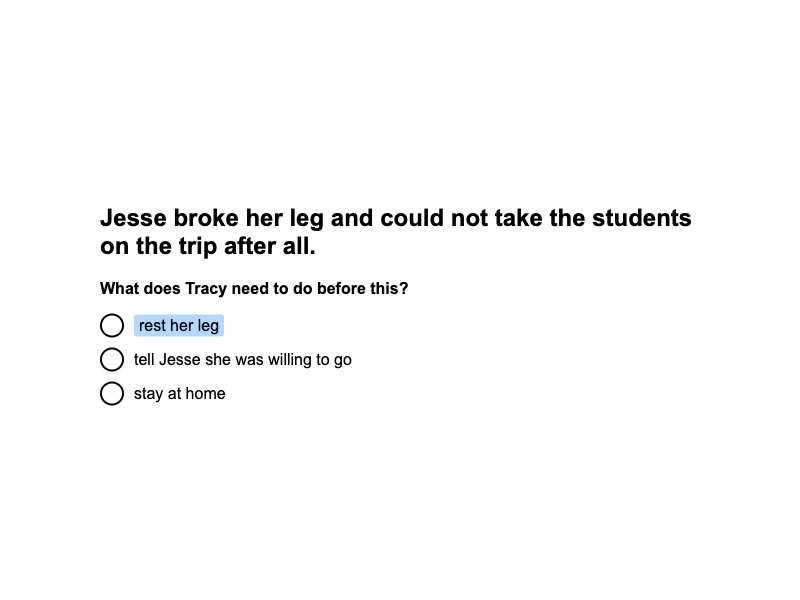 Jesse broke her leg and could not take the students
on the trip after all.
What does Tracy need to do before this?
rest her leg
tell Jesse she was willing to go
stay at home